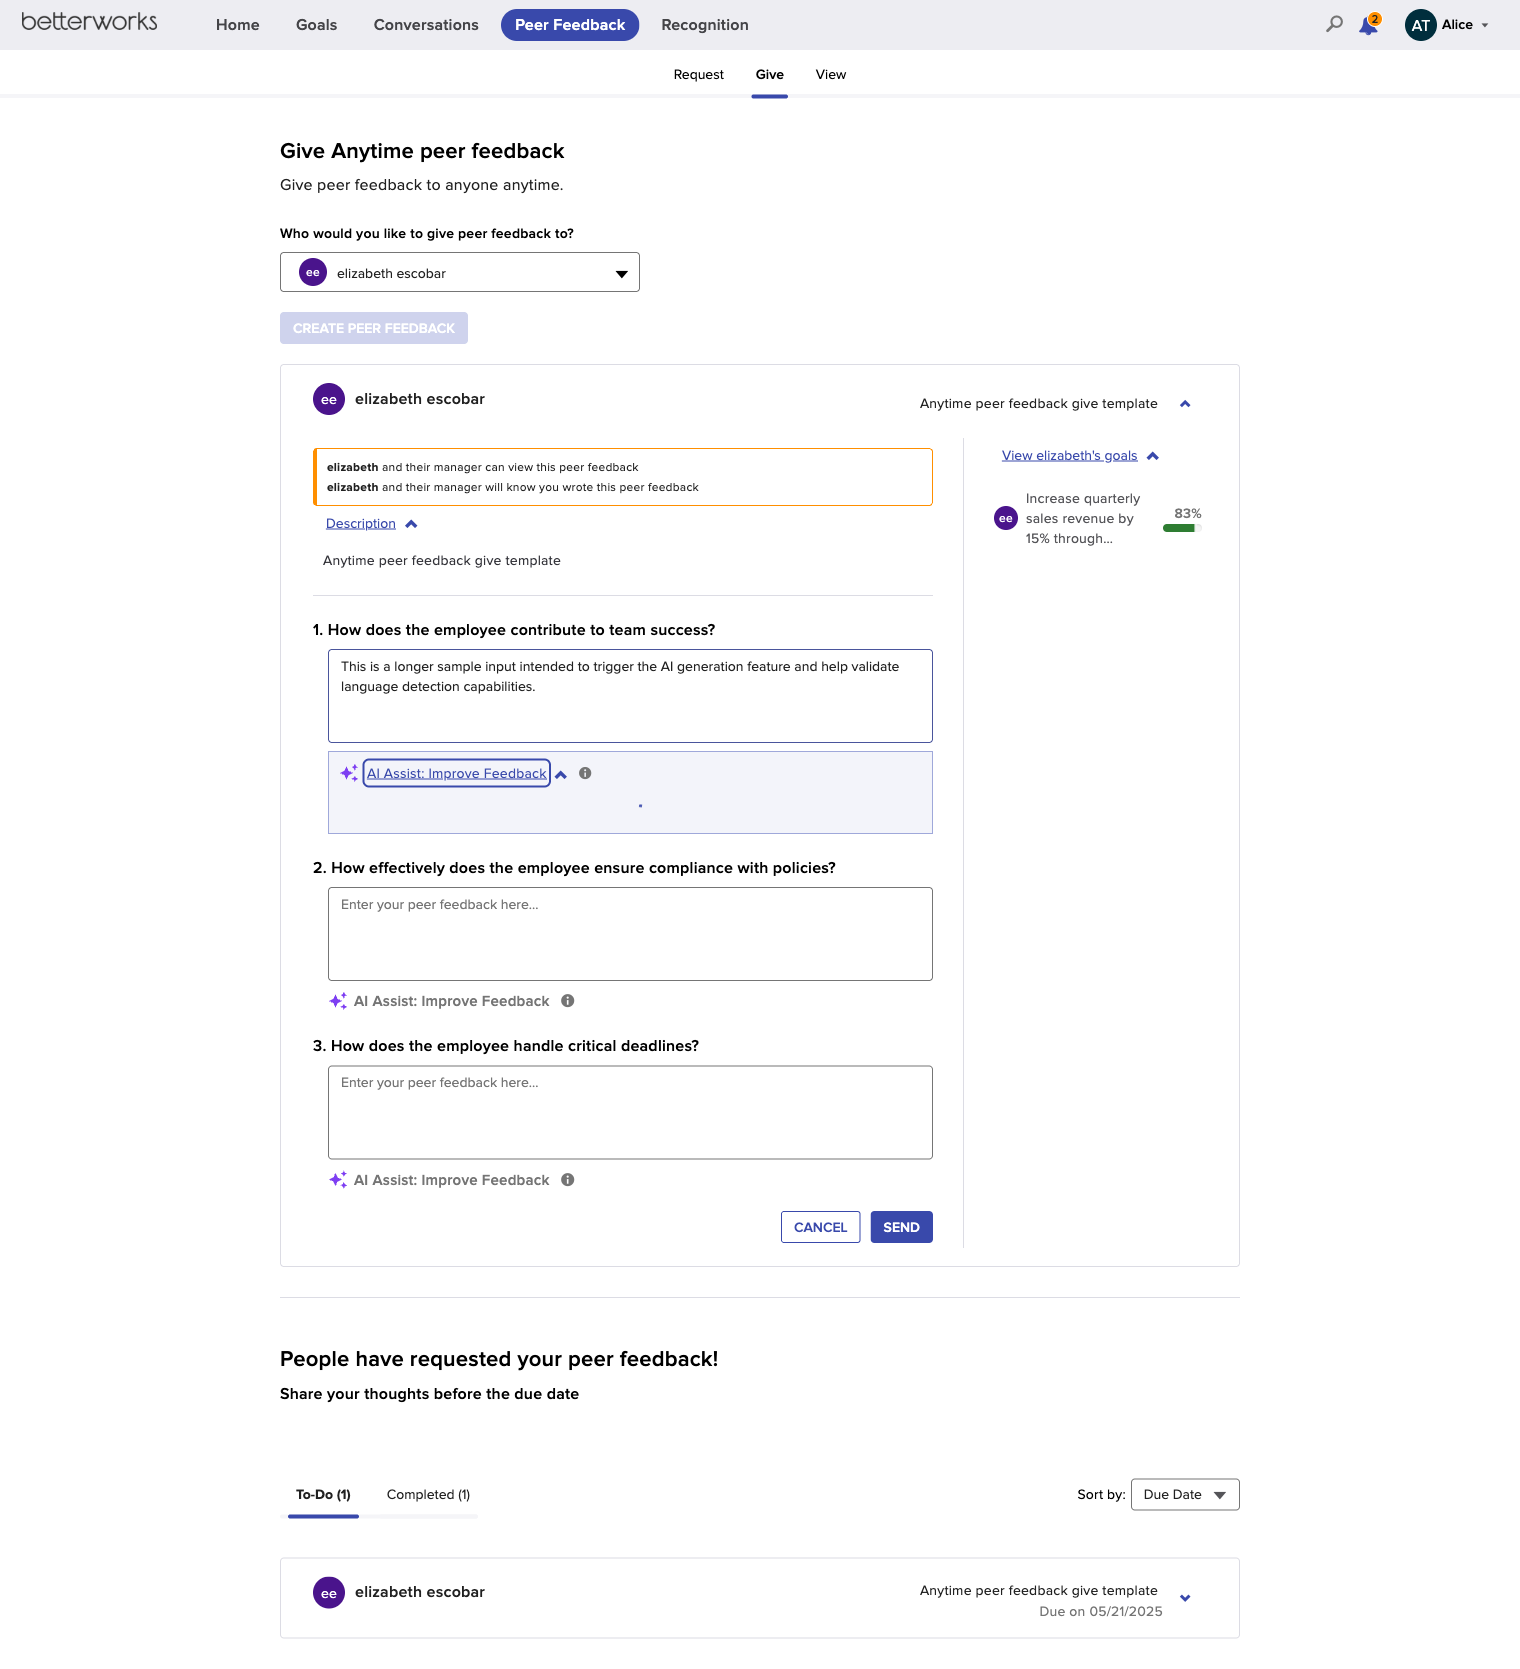 betterworks
Home
Goals
Conversations
Peer Feedback
Recognition
2
AT
Alice
Request
Give
View
Give Anytime peer feedback
Give peer feedback to anyone anytime.
Who would you like to give peer feedback to?
ee
elizabeth escobar
CREATE PEER FEEDBACK
ee
elizabeth escobar
Anytime peer feedback give template
elizabeth and their manager can view this peer feedback
elizabeth and their manager will know you wrote this peer feedback
Description
Anytime peer feedback give template
View elizabeth's goals
ee
Increase quarterly
sales revenue by
15% through...
83%
1. How does the employee contribute to team success?
This is a longer sample input intended to trigger the AI generation feature and help validate
language detection capabilities.
AI Assist: Improve Feedback
2. How effectively does the employee ensure compliance with policies?
Enter your peer feedback here...
AI Assist: Improve Feedback
3. How does the employee handle critical deadlines?
Enter your peer feedback here...
AI Assist: Improve Feedback
CANCEL
SEND
People have requested your peer feedback!
Share your thoughts before the due date
To-Do (1)
Completed (1)
Sort by:
Due Date
ee
elizabeth escobar
Anytime peer feedback give template
Due on 05/21/2025